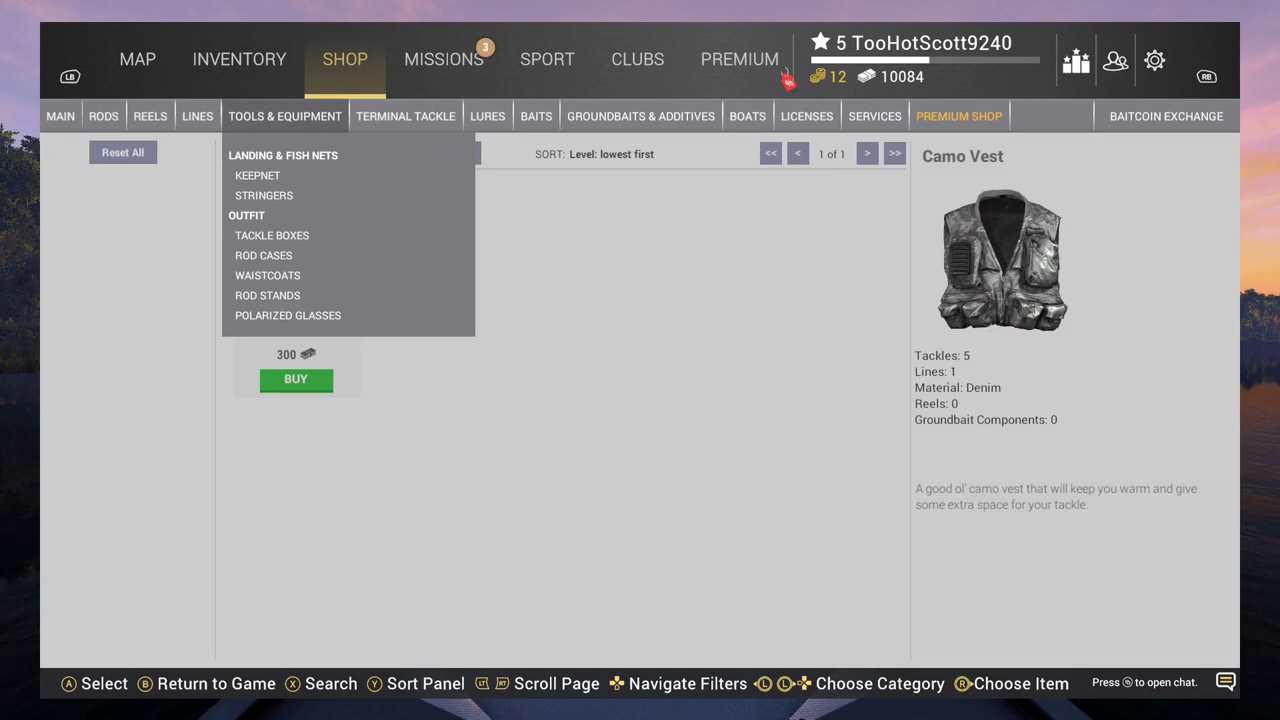 MAP INVENTORY SHOP MISSIONS 3 SPORT CLUBS PREMIUM
5 TooHotScott9240
12 10084
LB
RB
MAIN RODS REELS LINES TOOLS & EQUIPMENT TERMINAL TACKLE LURES BAITS GROUNDBAITS & ADDITIVES BOATS LICENSES SERVICES PREMIUM SHOP BAITCOIN EXCHANGE
Reset All
LANDING & FISH NETS
KEEPNET
STRINGERS
OUTFIT
TACKLE BOXES
ROD CASES
WAISTCOATS
ROD STANDS
POLARIZED GLASSES
SORT: Level: lowest first
<< < 1 of 1 > >>
300
BUY
Camo Vest
Tackles: 5
Lines: 1
Material: Denim
Reels: 0
Groundbait Components: 0
A good ol' camo vest that will keep you warm and give
some extra space for your tackle.
A Select B Return to Game X Search Y Sort Panel LT RT Scroll Page Navigate Filters L L Choose Category R Choose Item Press to open chat.